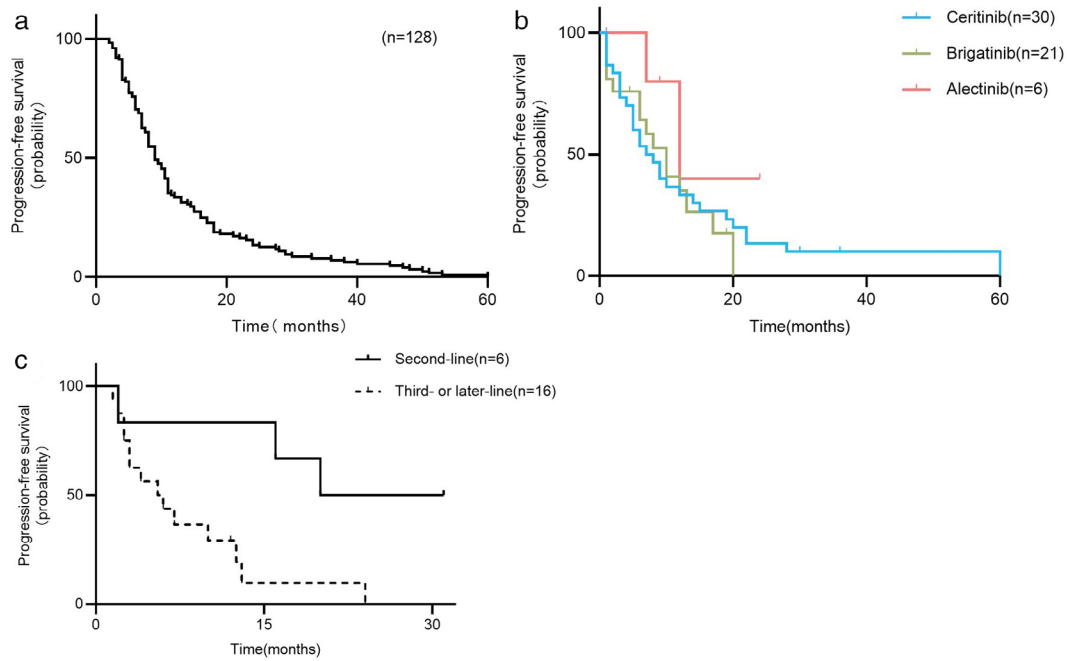 a
(n=128)
Progression-free survival
(probability)
100
50
0
0 20 40 60
Time( months)
b
Ceritinib(n=30)
Brigatinib(n=21)
Alectinib(n=6)
Progression-free survival
(probability)
100
50
0
0 20 40 60
Time(months)
c
Second-line(n=6)
Third- or later-line(n=16)
Progression-free survival
(probability)
100
50
0
0 15 30
Time(months)